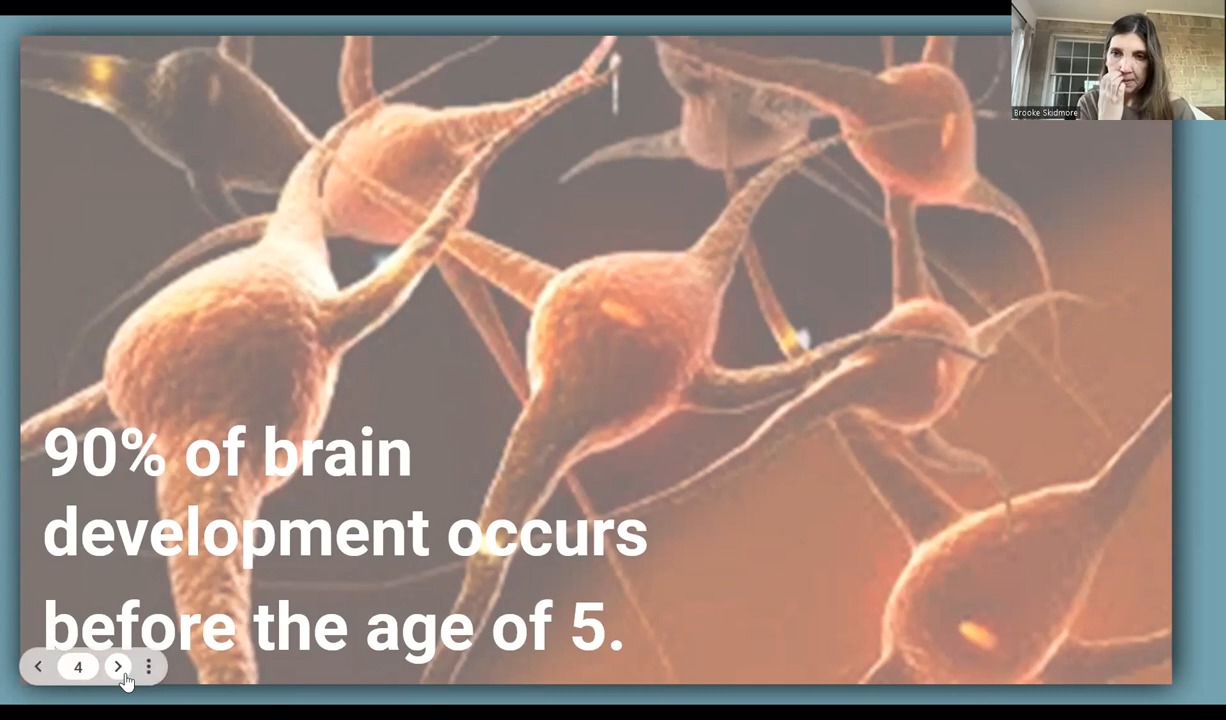 Brooke Skidmore
90% of brain
development occurs
before the age of 5.
4